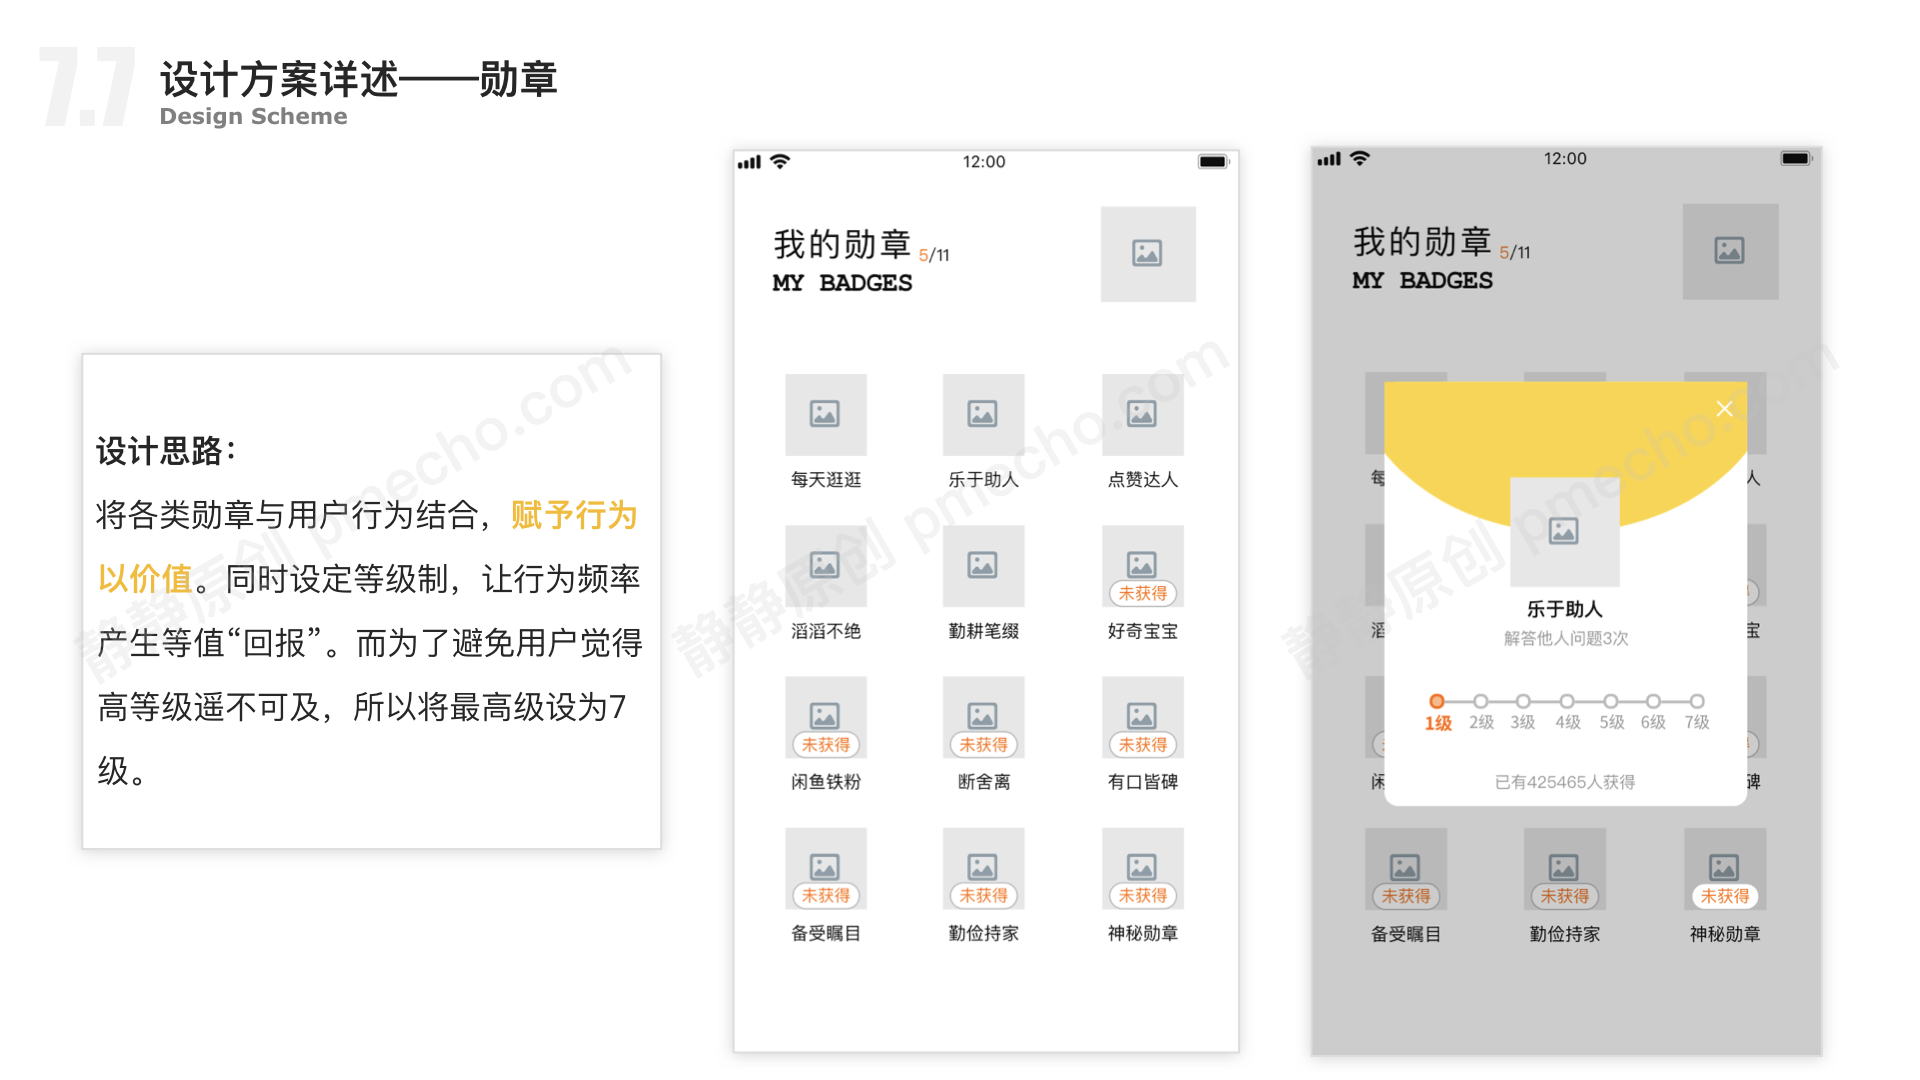 7.7
设计方案详述——勋章
Design Scheme
设计思路：
将各类勋章与用户行为结合，赋予行为
以价值。同时设定等级制，让行为频率
产生等值“回报”。而为了避免用户觉得
高等级遥不可及，所以将最高级设为7
级。
12:00
我的勋章 5/11
MY BADGES
每天逛逛 乐于助人 点赞达人
未获得
滔滔不绝 勤耕笔缀 好奇宝宝
未获得 未获得 未获得
闲鱼铁粉 断舍离 有口皆碑
未获得 未获得 未获得
备受瞩目 勤俭持家 神秘勋章
12:00
我的勋章 5/11
MY BADGES
每 人
乐于助人
解答他人问题3次
滔 宝
1级 2级 3级 4级 5级 6级 7级
已有425465人获得
闲 碑
未获得 未获得 未获得
备受瞩目 勤俭持家 神秘勋章
静静原创 pmecho.com
静静原创 pmecho.com
静静原创 pmecho.com